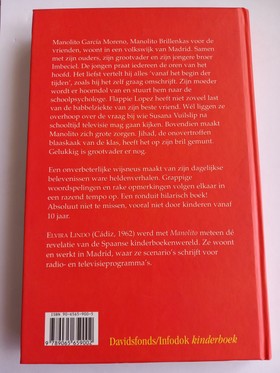 Manolito García Moreno, Manolito Brillenkas voor de
vrienden, woont in een volkswijk van Madrid. Samen
met zijn ouders, zijn grootvader en zijn jongere broer
Imbeciel. De jongen praat iedereen de oren van het
hoofd. Het liefst vertelt hij alles 'vanaf het begin der
tijden', zoals hij het zelf graag omschrijft. Zijn moeder
wordt er hoorndol van en stuurt hem naar de
schoolpsychologe. Flappie Lopez heeft niet zoveel last
van de babbelziekte van zijn beste vriend. Wel liggen ze
overhoop over de vraag bij wie Susana Vuilslip na
schooltijd televisie mag gaan kijken. Bovendien maakt
Manolito zich grote zorgen. Jihad, de onovertroffen
blaaskaak van de klas, heeft het op zijn bril gemunt.
Gelukkig is grootvader er nog.
Een onverbeterlijke wijsneus maakt van zijn dagelijkse
belevenissen ware heldenverhalen. Grappige
woordspelingen en rake opmerkingen volgen elkaar
in een razend tempo op. Een ronduit hilarisch boek!
Absoluut niet te missen, vooral niet door kinderen vanaf
10 jaar.
ELVIRA LINDO (Cádiz, 1962) werd met Manolito meteen dé
revelatie van de Spaanse kinderboekenwereld. Ze woont
en werkt in Madrid, waar ze scenario's schrijft voor
radio- en televisieprogramma's.
Davidsfonds/Infodok kinderboek